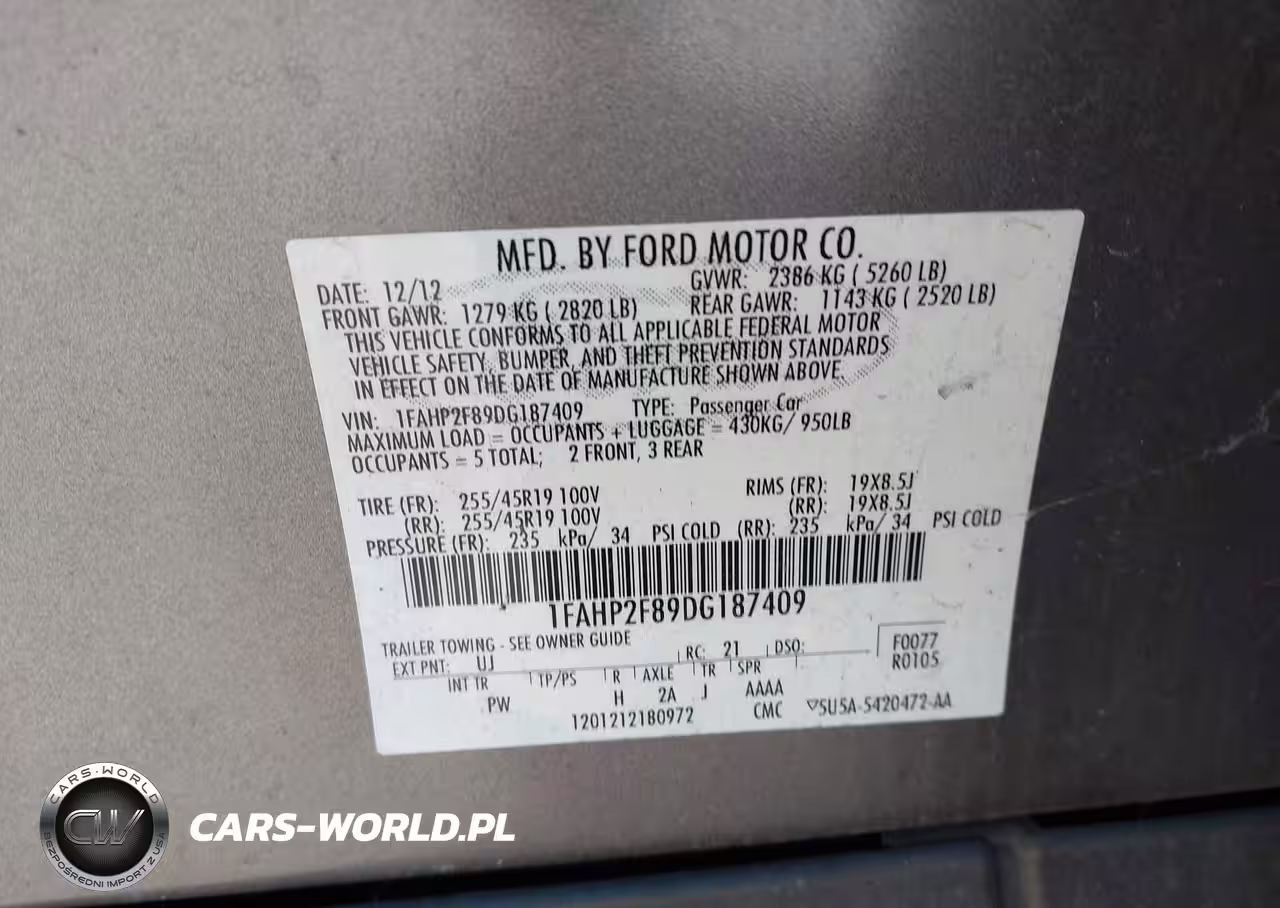 MFD. BY FORD MOTOR CO.
DATE: 12/12 GVWR: 2386 KG ( 5260 LB)
FRONT GAWR: 1279 KG ( 2820 LB) REAR GAWR: 1143 KG ( 2520 LB)
THIS VEHICLE CONFORMS TO ALL APPLICABLE FEDERAL MOTOR
VEHICLE SAFETY, BUMPER, AND THEFT PREVENTION STANDARDS
IN EFFECT ON THE DATE OF MANUFACTURE SHOWN ABOVE.
VIN: 1FAHP2F89DG187409 TYPE: Passenger Car
MAXIMUM LOAD = OCCUPANTS + LUGGAGE = 430KG/ 950LB
OCCUPANTS = 5 TOTAL; 2 FRONT, 3 REAR
TIRE (FR): 255/45R19 100V RIMS (FR): 19X8.5J
(RR): 255/45R19 100V (RR): 19X8.5J
PRESSURE (FR): 235 kPa/ 34 PSI COLD (RR): 235 kPa/ 34 PSI COLD
1FAHP2F89DG187409
TRAILER TOWING - SEE OWNER GUIDE
EXT PNT: UJ RC: 21 DSO: F0077
R0105
INT TR TP/PS R AXLE TR SPR
PW H 2A J AAAA
1201212180972 CMC 5U5A-5420472-AA
CARS-WORLD
CW
BEZPOŚREDNI IMPORT Z USA
CARS-WORLD.PL